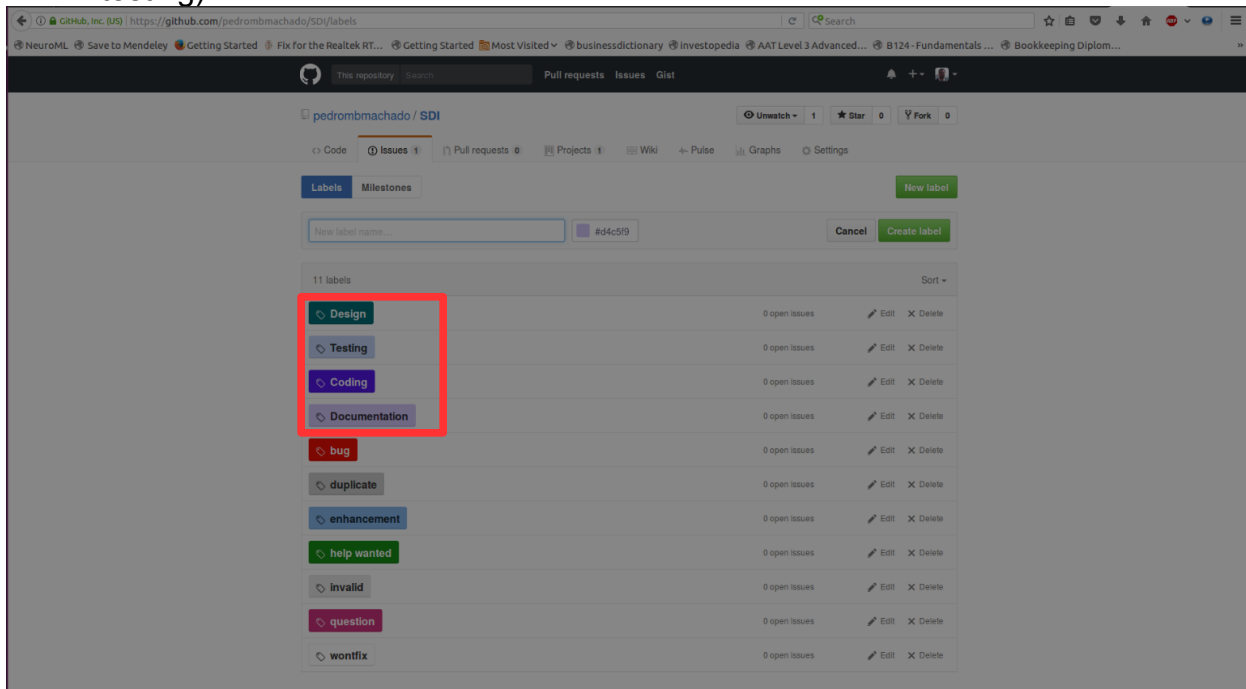 testing)
GitHub, Inc. (US) https://github.com/pedrombmachado/SDI/labels Search
NeuroML Save to Mendeley Getting Started Fix for the Realtek RT... Getting Started Most Visited businessdictionary investopedia AAT Level 3 Advanced... B124-Fundamentals ... Bookkeeping Diplom... »
This repository Search Pull requests Issues Gist
pedrombmachado / SDI Unwatch 1 Star 0 Fork 0
Code Issues 1 Pull requests 0 Projects 1 Wiki Pulse Graphs Settings
Labels Milestones New label
New label name... #d4c5f9 Cancel Create label
11 labels Sort
Design 0 open issues Edit Delete
Testing 0 open issues Edit Delete
Coding 0 open issues Edit Delete
Documentation 0 open issues Edit Delete
bug 0 open issues Edit Delete
duplicate 0 open issues Edit Delete
enhancement 0 open issues Edit Delete
help wanted 0 open issues Edit Delete
invalid 0 open issues Edit Delete
question 0 open issues Edit Delete
wontfix 0 open issues Edit Delete